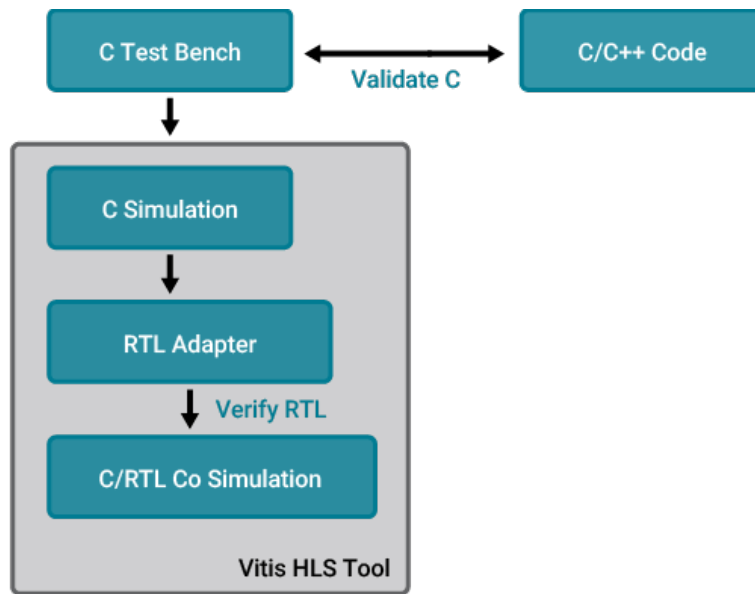 C Test Bench
Validate C
C/C++ Code
C Simulation
RTL Adapter
Verify RTL
C/RTL Co Simulation
Vitis HLS Tool